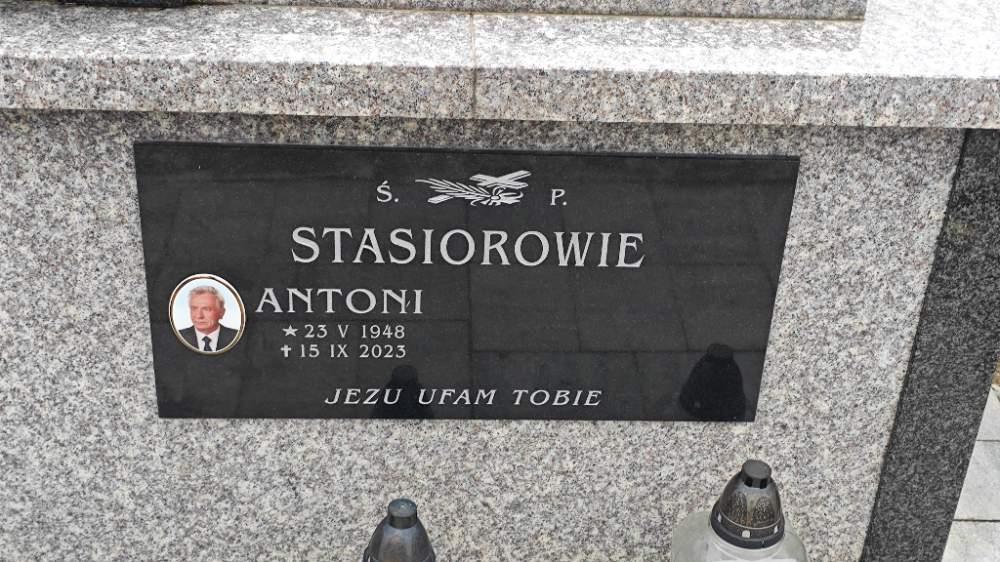 Ś. P.
STASIOROWIE
ANTONI
★ 23 V 1948
✝ 15 IX 2023
JEZU UFAM TOBIE